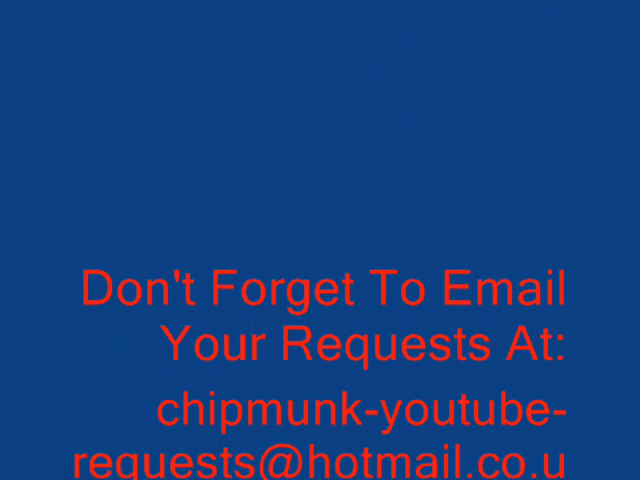 Don't Forget To Email
Your Requests At:
chipmunk-youtube-
requests@hotmail.co.u